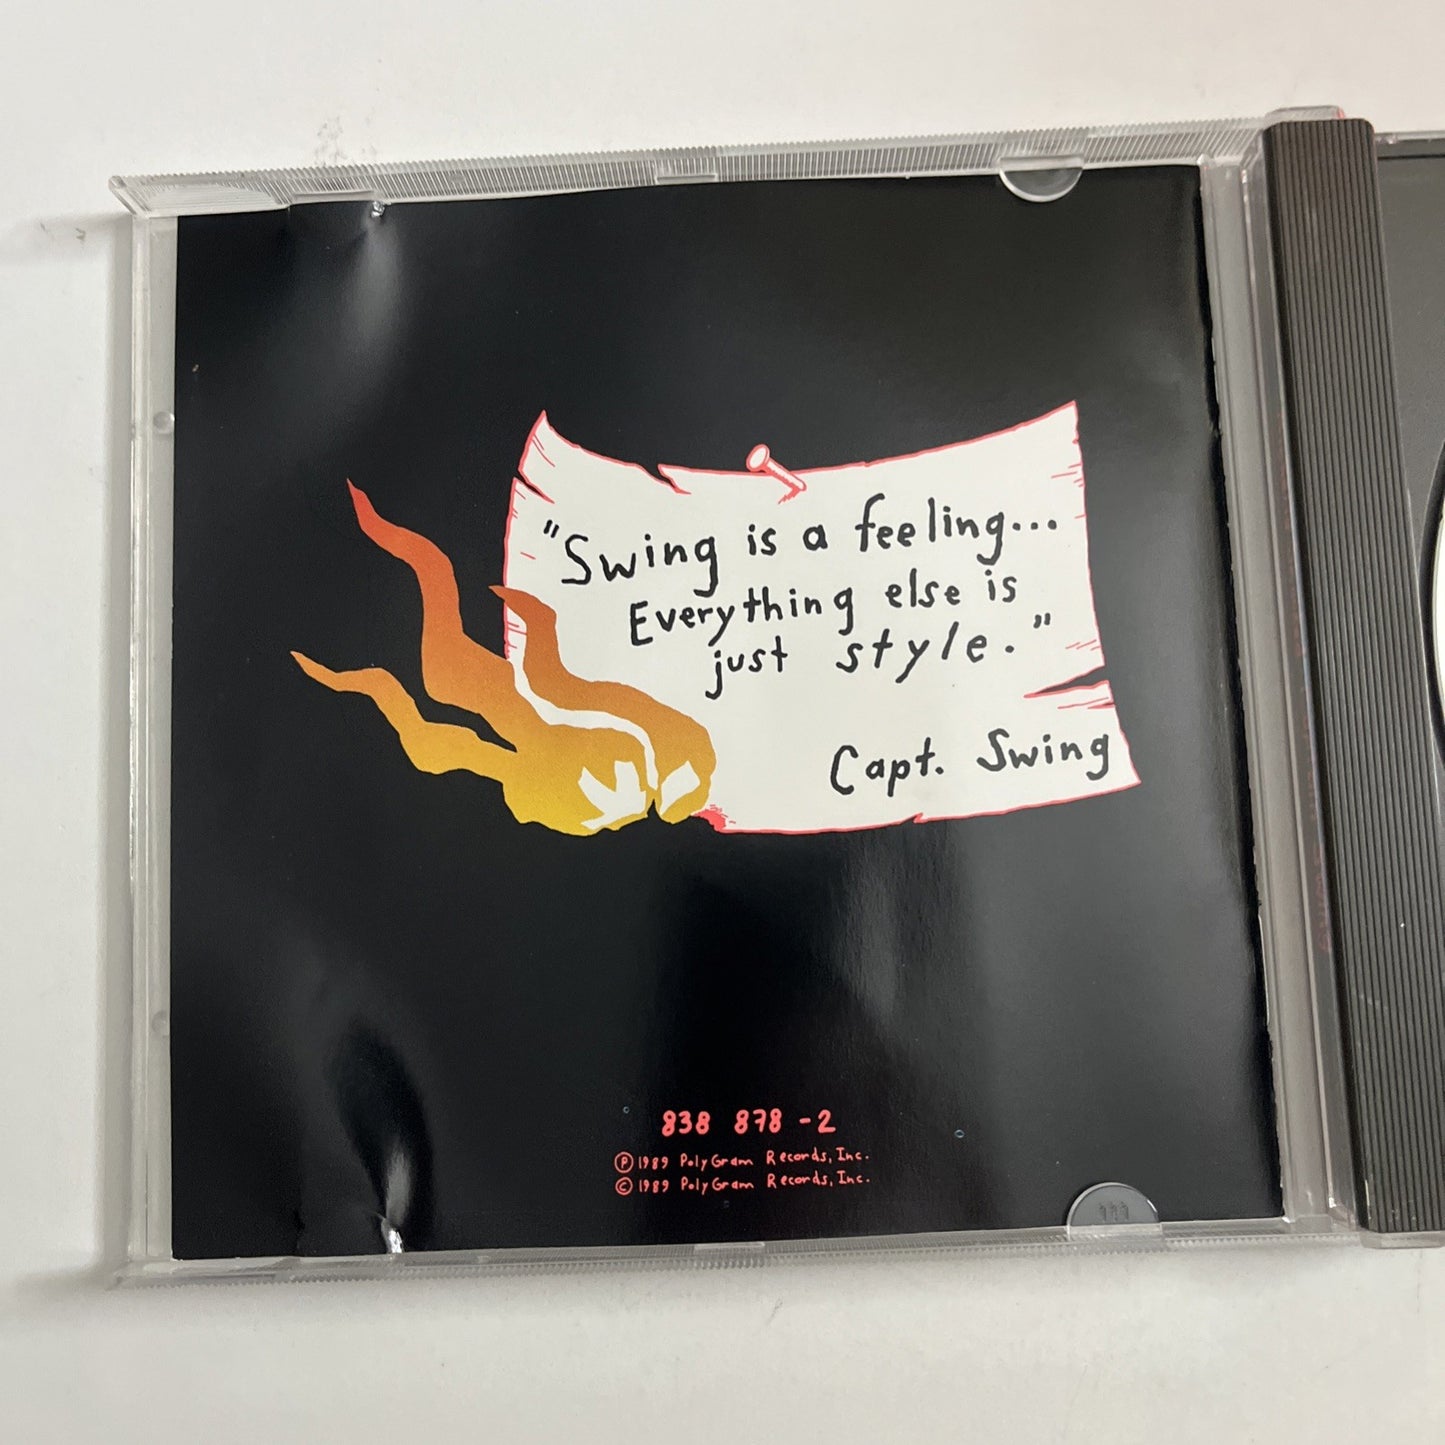 "Swing is a feeling...
Everything else is
just style."
Capt. Swing
838 878-2
℗ 1989 PolyGram Records, Inc.
© 1989 PolyGram Records, Inc.